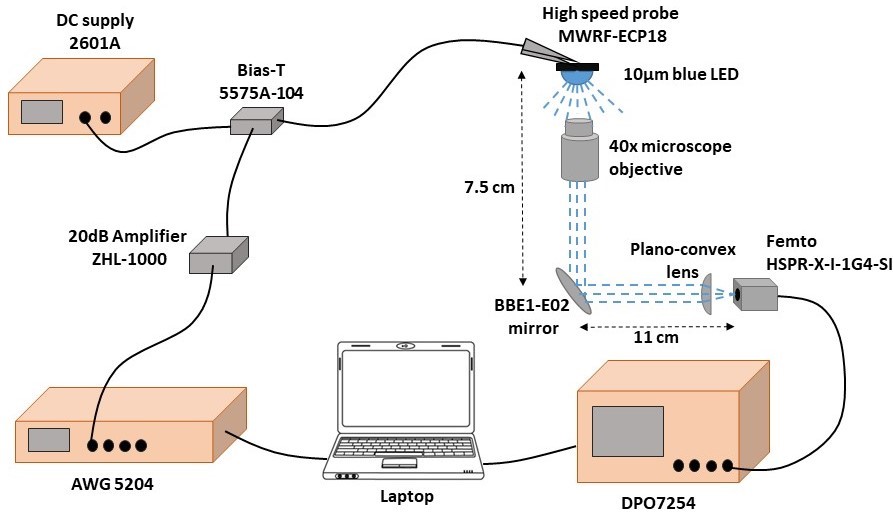 DC supply
2601A
Bias-T
5575A-104
High speed probe
MWRF-ECP18
10µm blue LED
40x microscope
objective
7.5 cm
20dB Amplifier
ZHL-1000
Plano-convex
lens
Femto
HSPR-X-I-1G4-SI
BBE1-E02
mirror
11 cm
AWG 5204
Laptop
DPO7254